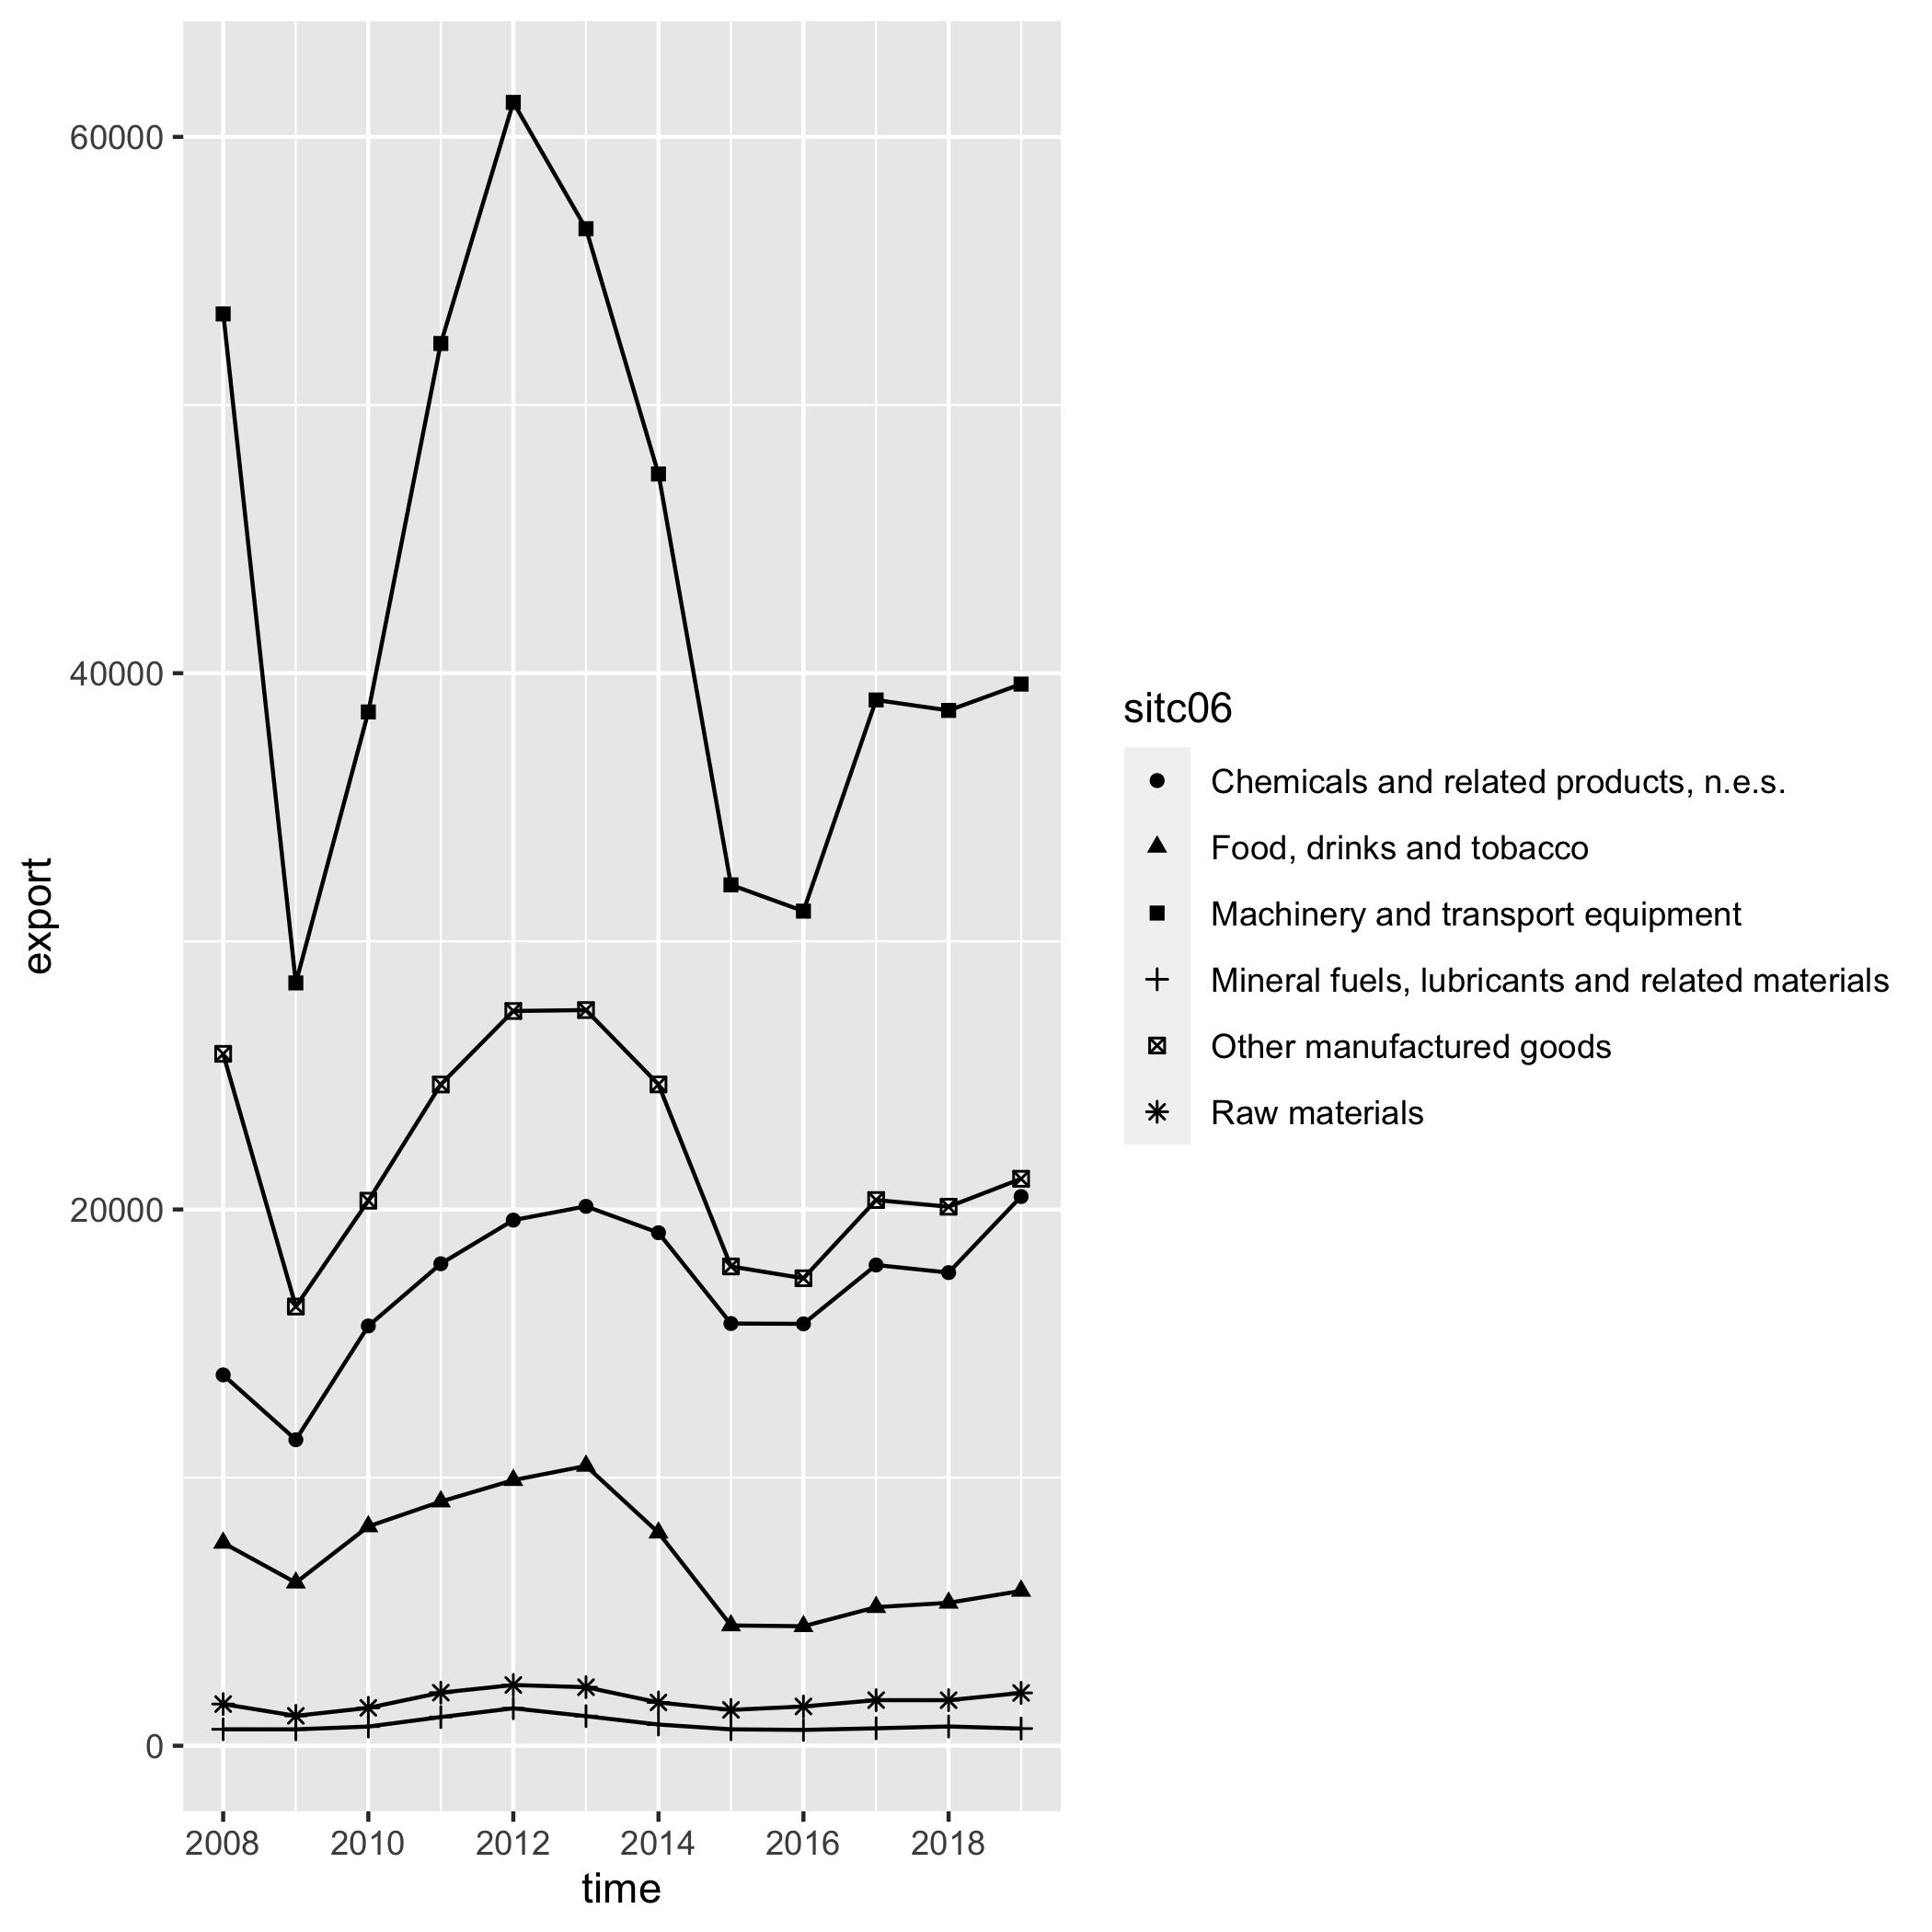 60000
40000
20000
0
export
2008 2010 2012 2014 2016 2018
time
sitc06
Chemicals and related products, n.e.s.
Food, drinks and tobacco
Machinery and transport equipment
Mineral fuels, lubricants and related materials
Other manufactured goods
Raw materials